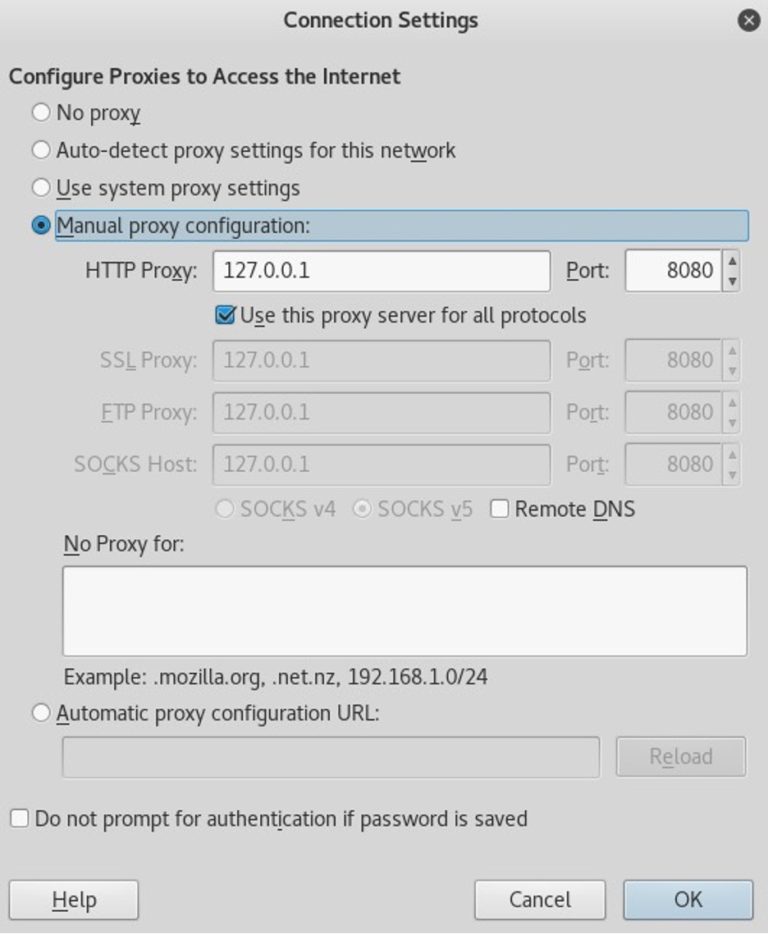 Connection Settings
Configure Proxies to Access the Internet
No proxy
Auto-detect proxy settings for this network
Use system proxy settings
Manual proxy configuration:
HTTP Proxy: 127.0.0.1 Port: 8080
Use this proxy server for all protocols
SSL Proxy: 127.0.0.1 Port: 8080
FTP Proxy: 127.0.0.1 Port: 8080
SOCKS Host: 127.0.0.1 Port: 8080
SOCKS v4 SOCKS v5 Remote DNS
No Proxy for:
Example: .mozilla.org, .net.nz, 192.168.1.0/24
Automatic proxy configuration URL:
Reload
Do not prompt for authentication if password is saved
Help Cancel OK